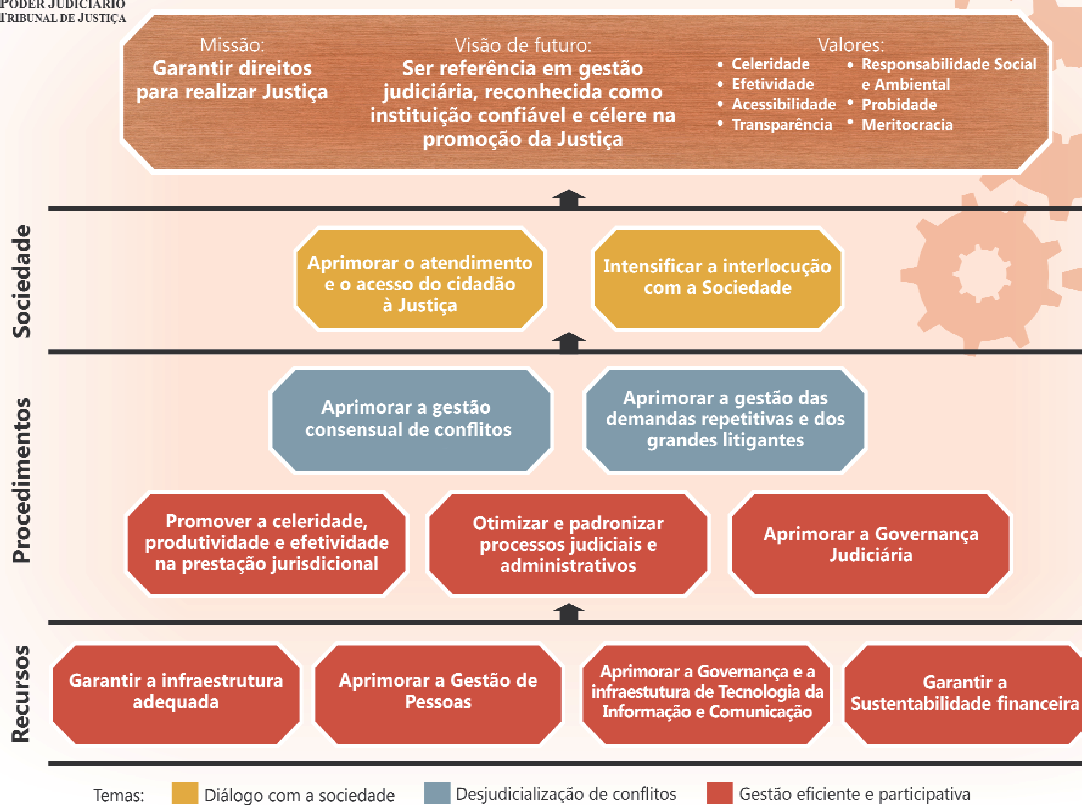 PODER JUDICIÁRIO
TRIBUNAL DE JUSTIÇA
Missão:
Garantir direitos
para realizar Justiça
Visão de futuro:
Ser referência em gestão
judiciária, reconhecida como
instituição confiável e célere na
promoção da Justiça
Valores:
• Celeridade
• Efetividade
• Acessibilidade
• Transparência
• Responsabilidade Social
e Ambiental
• Probidade
• Meritocracia
Sociedade
Aprimorar o atendimento
e o acesso do cidadão
à Justiça
Intensificar a interlocução
com a Sociedade
Procedimentos
Aprimorar a gestão
consensual de conflitos
Aprimorar a gestão das
demandas repetitivas e dos
grandes litigantes
Promover a celeridade,
produtividade e efetividade
na prestação jurisdicional
Otimizar e padronizar
processos judiciais e
administrativos
Aprimorar a Governança
Judiciária
Recursos
Garantir a infraestrutura
adequada
Aprimorar a Gestão de
Pessoas
Aprimorar a Governança e a
infraestutura de Tecnologia da
Informação e Comunicação
Garantir a
Sustentabilidade financeira
Temas:
Diálogo com a sociedade
Desjudicialização de conflitos
Gestão eficiente e participativa